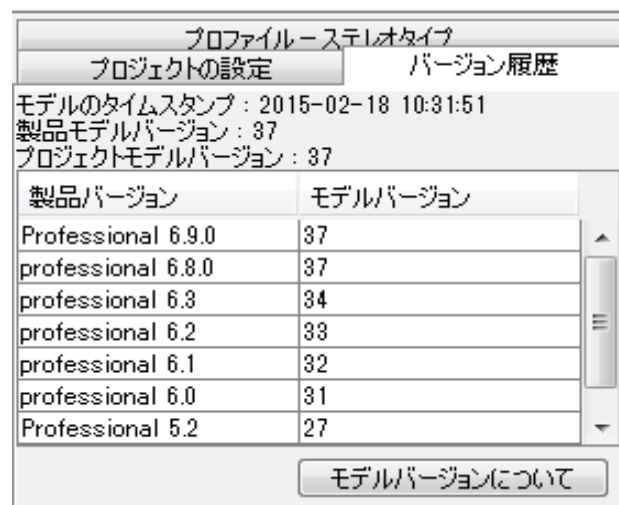 プロファイル - ステレオタイプ
プロジェクトの設定
バージョン履歴
モデルのタイムスタンプ : 2015-02-18 10:31:51
製品モデルバージョン : 37
プロジェクトモデルバージョン : 37
製品バージョン モデルバージョン
Professional 6.9.0 37
professional 6.8.0 37
professional 6.3 34
professional 6.2 33
professional 6.1 32
professional 6.0 31
Professional 5.2 27
モデルバージョンについて